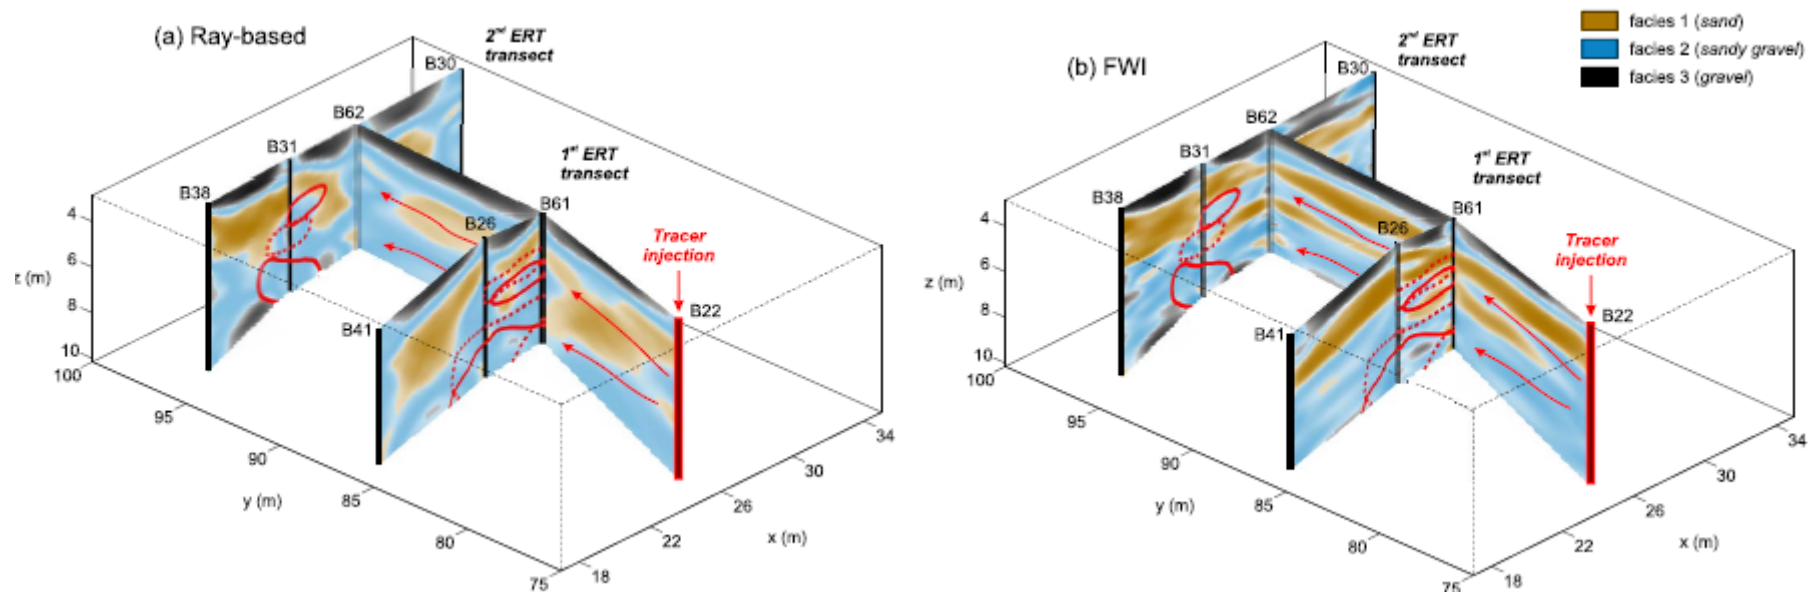 (a) Ray-based
2nd ERT
transect
B30
B62
B31
B38
1st ERT
transect
B61
B26
Tracer
injection
B22
B41
4
6
8
10
z (m)
100
95
90
85
80
75
y (m)
18
22
26
30
34
x (m)
(b) FWI
2nd ERT
transect
B30
B62
B31
B38
1st ERT
transect
B61
B26
Tracer
injection
B22
B41
4
6
8
10
z (m)
100
95
90
85
80
75
y (m)
18
22
26
30
34
x (m)
facies 1 (sand)
facies 2 (sandy gravel)
facies 3 (gravel)